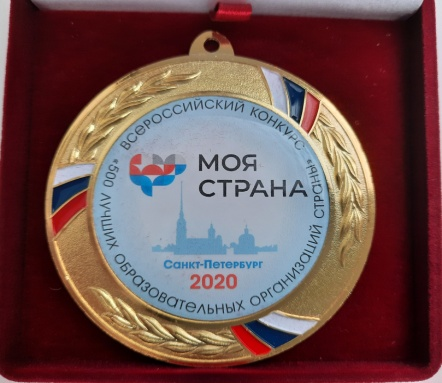 ВСЕРОССИЙСКИЙ КОНКУРС
«500 ЛУЧШИХ ОБРАЗОВАТЕЛЬНЫХ ОРГАНИЗАЦИЙ СТРАНЫ»
МОЯ
СТРАНА
Санкт-Петербург
2020